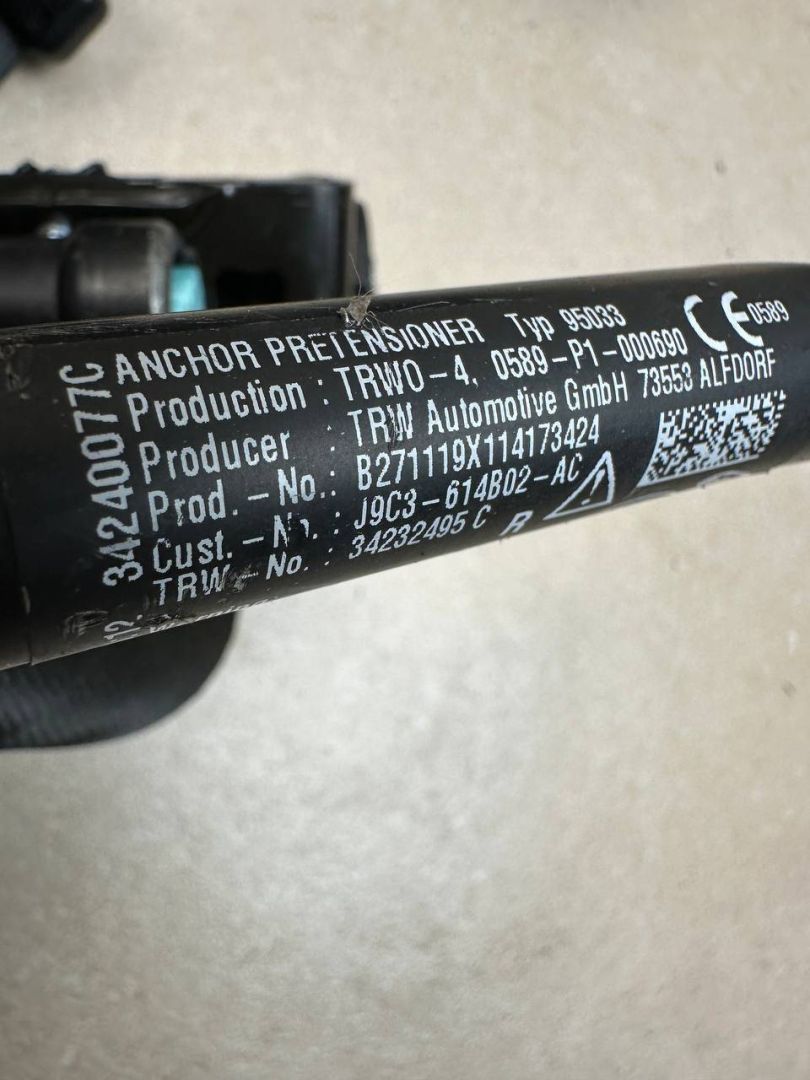 34240077C
ANCHOR PRETENSIONER Typ 95033
Production : TRWO-4, 0589-P1-000690 CE 0589
Producer : TRW Automotive GmbH 73553 ALFDORF
Prod.-No.: B271119X114173424
Cust.-No.: J9C3-614B02-AC
TRW-No. : 34232495 C
R